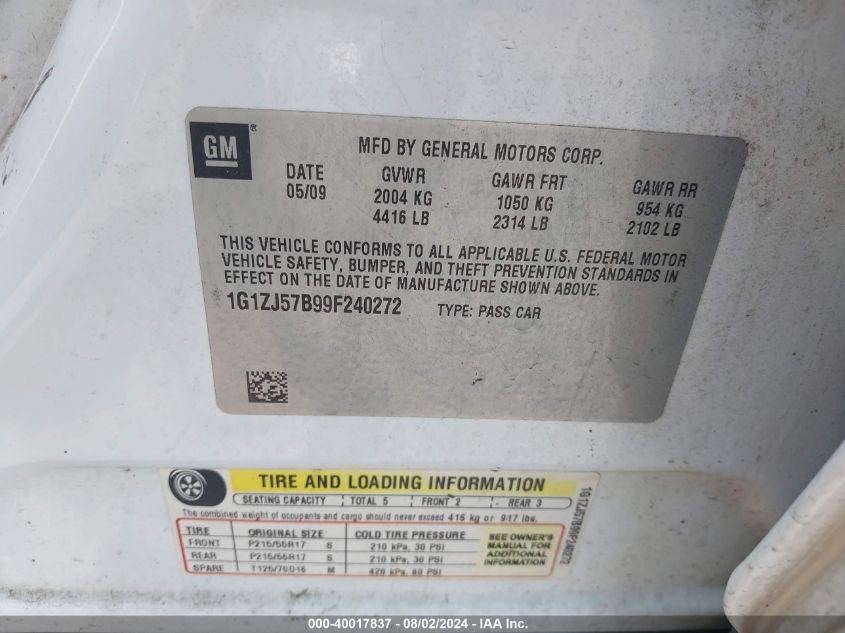 GM®
MFD BY GENERAL MOTORS CORP.
DATE GVWR GAWR FRT GAWR RR
05/09 2004 KG 1050 KG 954 KG
4416 LB 2314 LB 2102 LB
THIS VEHICLE CONFORMS TO ALL APPLICABLE U.S. FEDERAL MOTOR
VEHICLE SAFETY, BUMPER, AND THEFT PREVENTION STANDARDS IN
EFFECT ON THE DATE OF MANUFACTURE SHOWN ABOVE.
1G1ZJ57B99F240272 TYPE: PASS CAR
TIRE AND LOADING INFORMATION
SEATING CAPACITY TOTAL 5 FRONT 2 REAR 3
The combined weight of occupants and cargo should never exceed 416 kg or 917 lbs.
TIRE ORIGINAL SIZE COLD TIRE PRESSURE
FRONT P215/55R17 S 210 kPa, 30 PSI
REAR P215/55R17 S 210 kPa, 30 PSI
SPARE T125/70D16 M 420 kPa, 60 PSI
SEE OWNER'S
MANUAL FOR
ADDITIONAL
INFORMATION
1G1ZJ57B99F240272
000-40017837 - 08/02/2024 - IAA Inc.